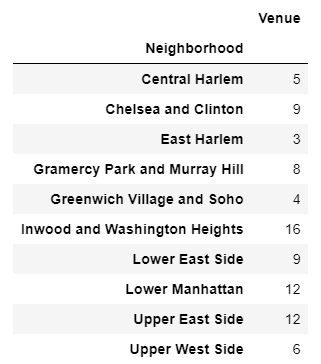 Venue
Neighborhood
Central Harlem 5
Chelsea and Clinton 9
East Harlem 3
Gramercy Park and Murray Hill 8
Greenwich Village and Soho 4
Inwood and Washington Heights 16
Lower East Side 9
Lower Manhattan 12
Upper East Side 12
Upper West Side 6